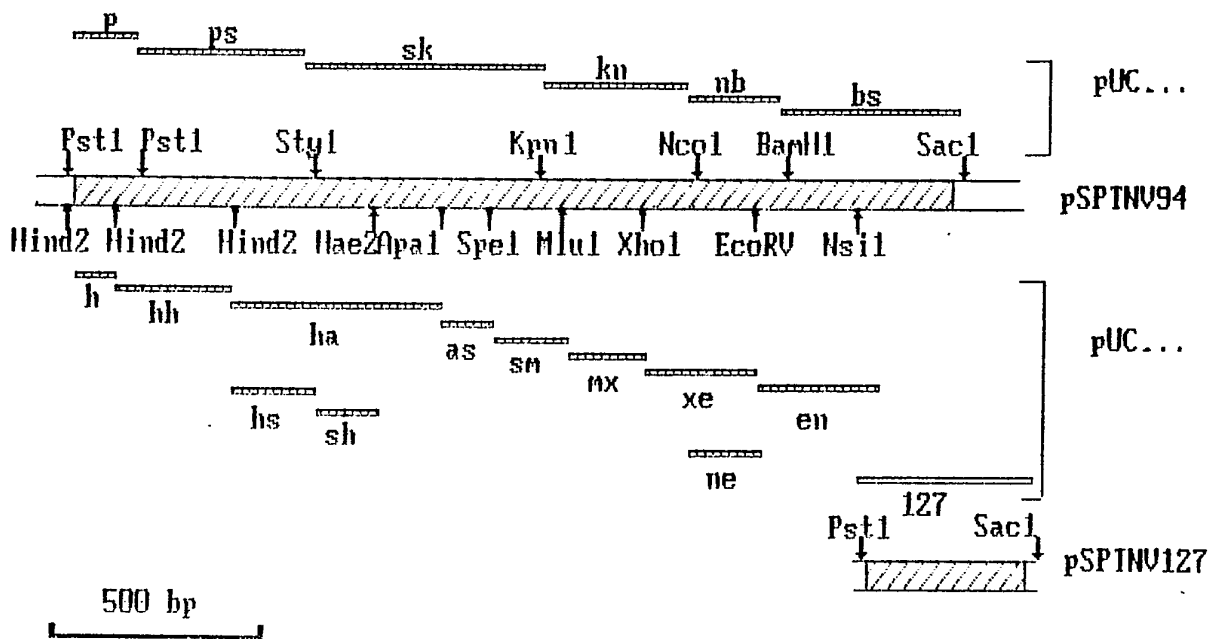 p
ps
sk
kn
nb
bs
pUC...
Pst1 Pst1 Sty1 Kpn1 Nco1 BamH1 Sac1
pSPTNV94
Hind2 Hind2 Hind2 Hae2 Apa1 Spe1 Mlu1 Xho1 EcoRV Nsi1
h
hh
ha
as
sm
mx
xe
en
pUC...
hs
sh
ne
127
Pst1 Sac1
pSPTNV127
500 bp